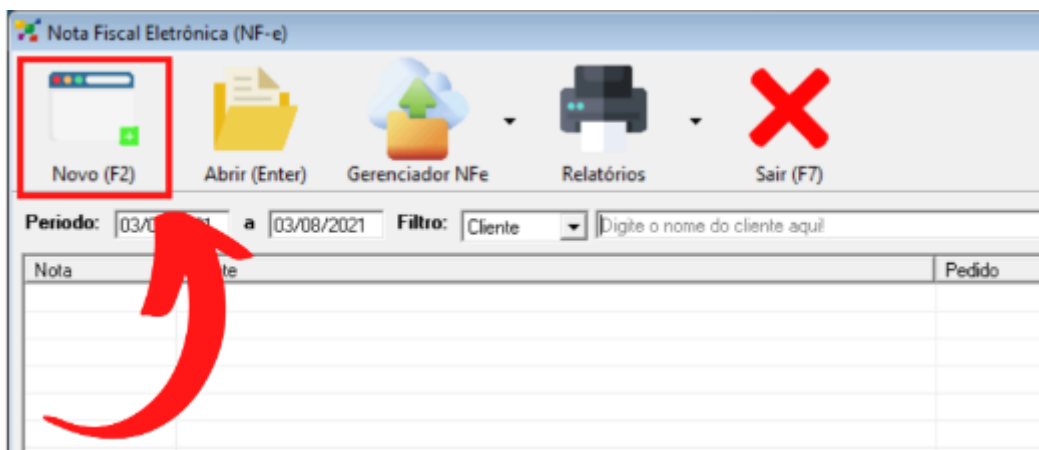 Nota Fiscal Eletrônica (NF-e)
Novo (F2) Abrir (Enter) Gerenciador NFe Relatórios Sair (F7)
Periodo: a 03/08/2021 Filtro: Cliente Digite o nome do cliente aqui!
Nota Pedido